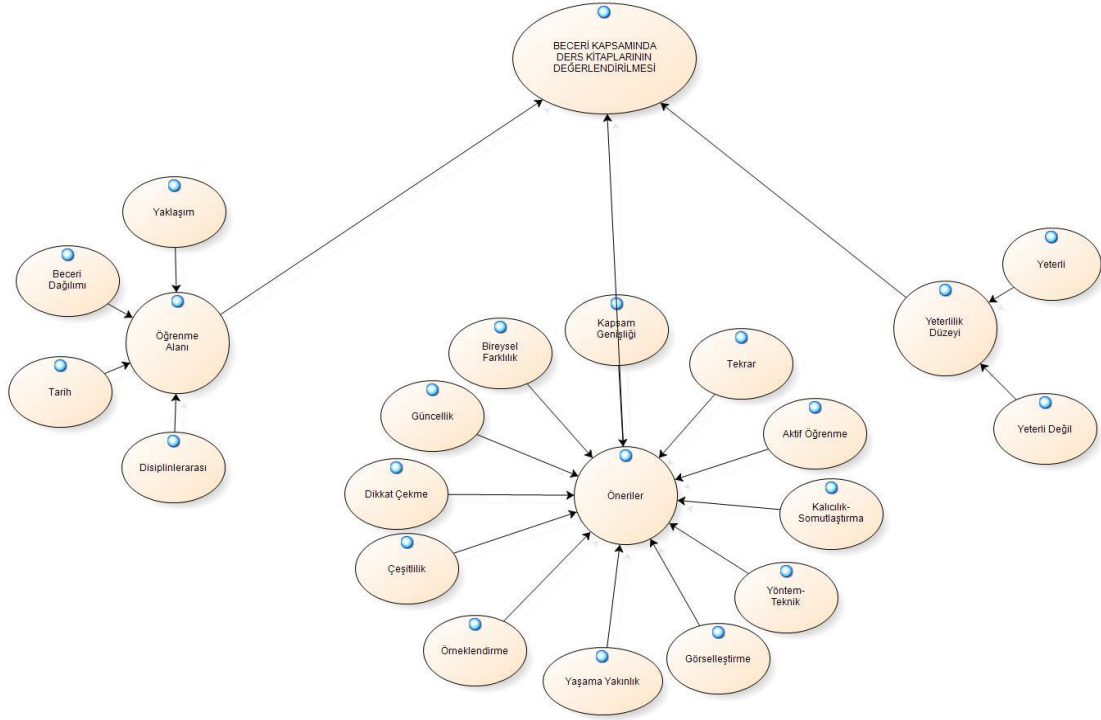 BECERİ KAPSAMINDA
DERS KİTAPLARININ
DEĞERLENDİRİLMESİ
Yaklaşım
Beceri
Dağılımı
Öğrenme
Alanı
Tarih
Disiplinlerarası
Kapsam
Genişliği
Bireysel
Farklılık
Tekrar
Güncellik
Aktif Öğrenme
Dikkat Çekme
Öneriler
Kalıcılık-
Somutlaştırma
Çeşitlilik
Yöntem-
Teknik
Örneklendirme
Yaşama Yakınlık
Görselleştirme
Yeterli
Yeterlilik
Düzeyi
Yeterli Değil